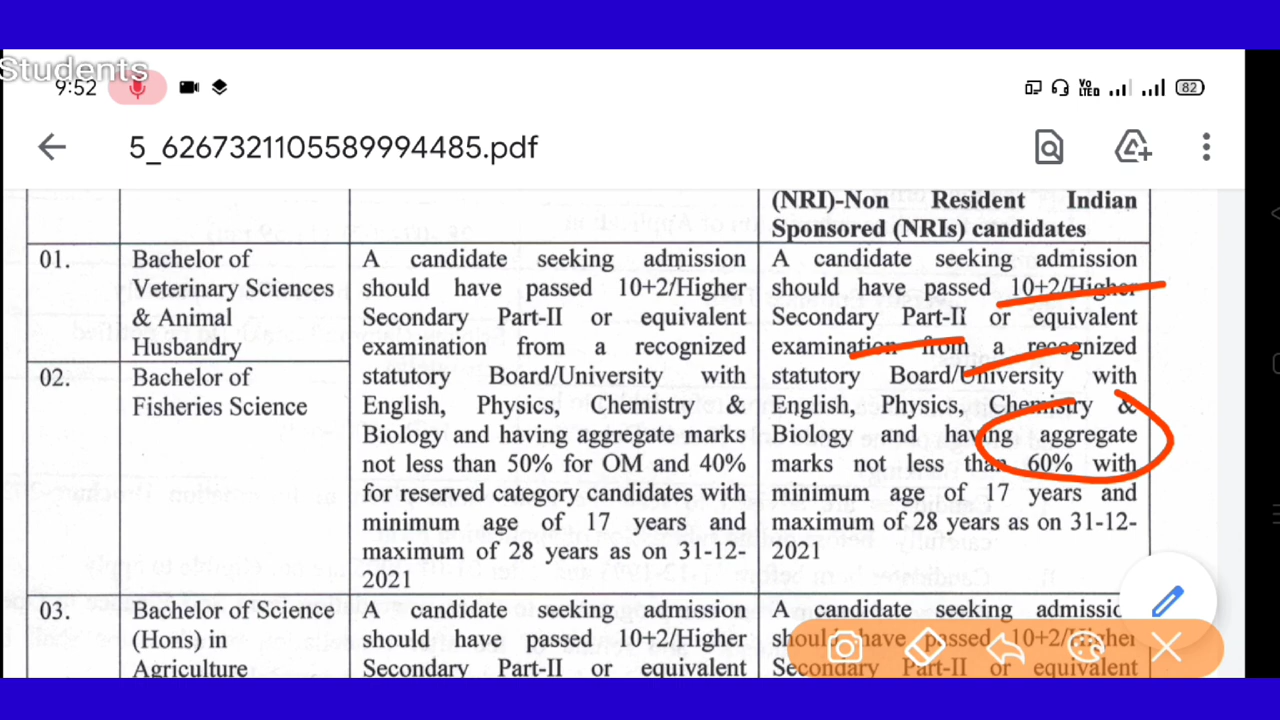 Students
9:52
Vo
LTED
82
5_6267321105589994485.pdf
(NRI)-Non Resident Indian
Sponsored (NRIs) candidates
01.
Bachelor of
Veterinary Sciences
& Animal
Husbandry
02.
Bachelor of
Fisheries Science
A candidate seeking admission
should have passed 10+2/Higher
Secondary Part-II or equivalent
examination from a recognized
statutory Board/University with
English, Physics, Chemistry &
Biology and having aggregate marks
not less than 50% for OM and 40%
for reserved category candidates with
minimum age of 17 years and
maximum of 28 years as on 31-12-
2021
A candidate seeking admission
should have passed 10+2/Higher
Secondary Part-II or equivalent
examination from a recognized
statutory Board/University with
English, Physics, Chemistry &
Biology and having aggregate
marks not less than 60% with
minimum age of 17 years and
maximum of 28 years as on 31-12-
2021
03.
Bachelor of Science
(Hons) in
Agriculture
A candidate seeking admission
should have passed 10+2/Higher
Secondary Part-II or equivalent
A candidate seeking admissic
should have passed 10+2/Higher
Secondary Part-II or equivalent